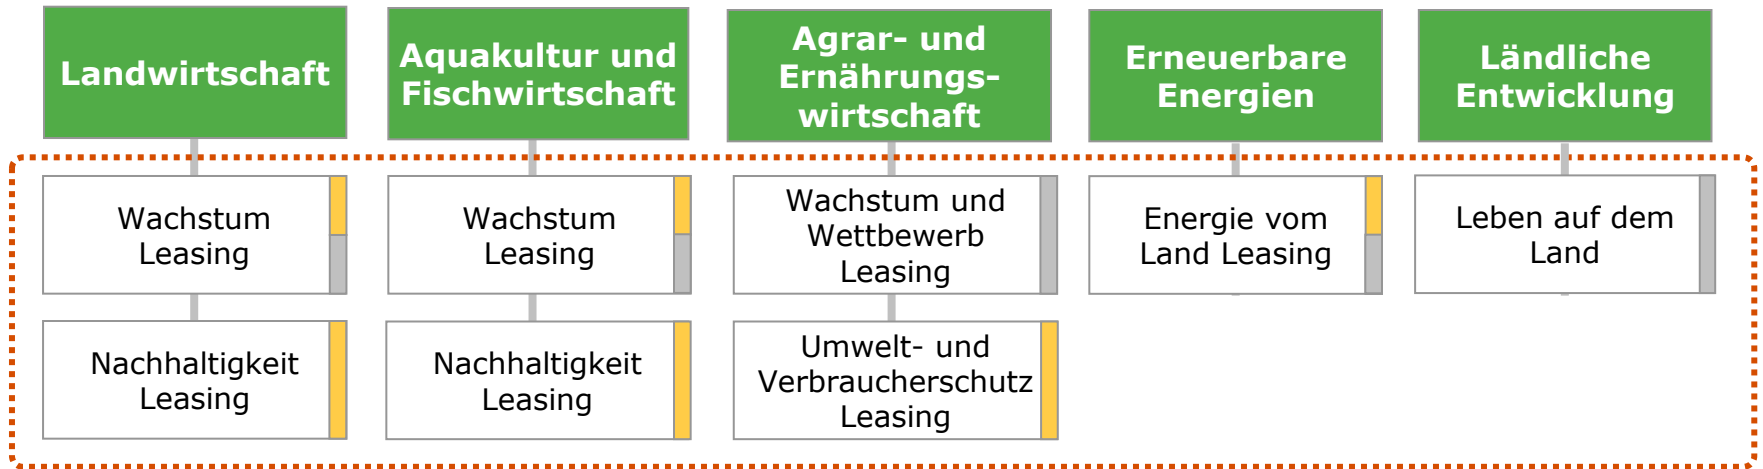 Landwirtschaft
Aquakultur und
Fischwirtschaft
Agrar- und
Ernährungs-
wirtschaft
Erneuerbare
Energien
Ländliche
Entwicklung
Wachstum
Leasing
Wachstum
Leasing
Wachstum und
Wettbewerb
Leasing
Energie vom
Land Leasing
Leben auf dem
Land
Nachhaltigkeit
Leasing
Nachhaltigkeit
Leasing
Umwelt- und
Verbraucherschutz
Leasing